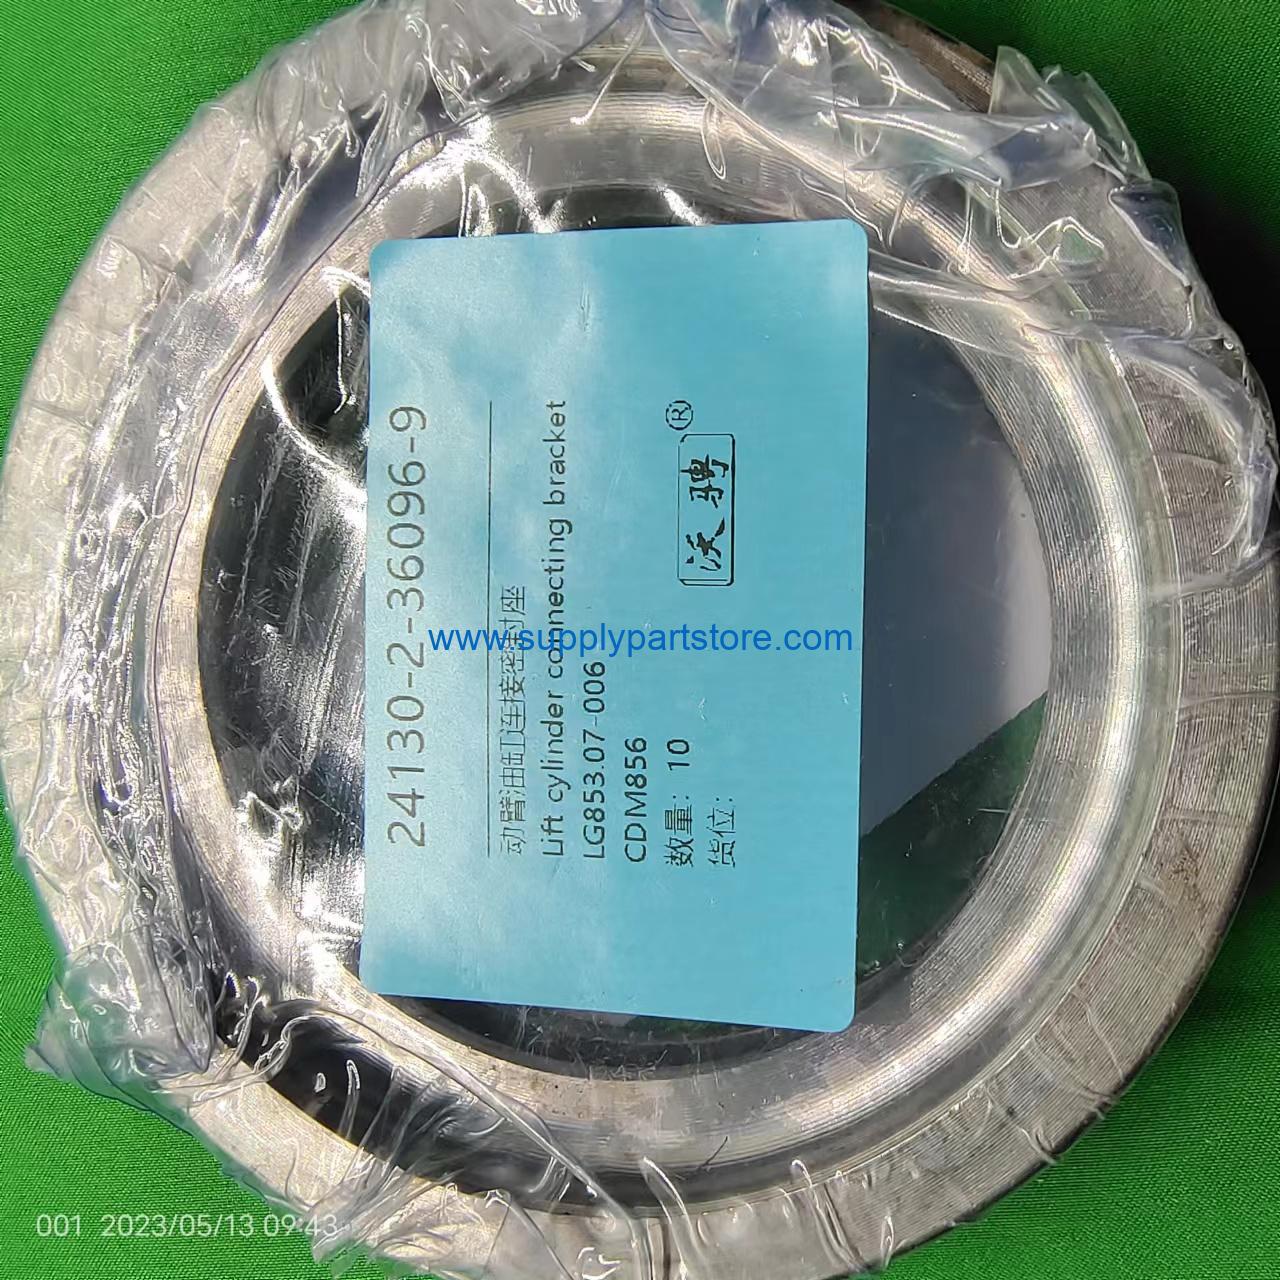 24130-2-36096-9
动臂油缸连接密封座
Lift cylinder connecting bracket
LG853.07-006
CDM856
数量：10
货位：
沃骋®
www.supplypartstore.com
001 2023/05/13 09:43